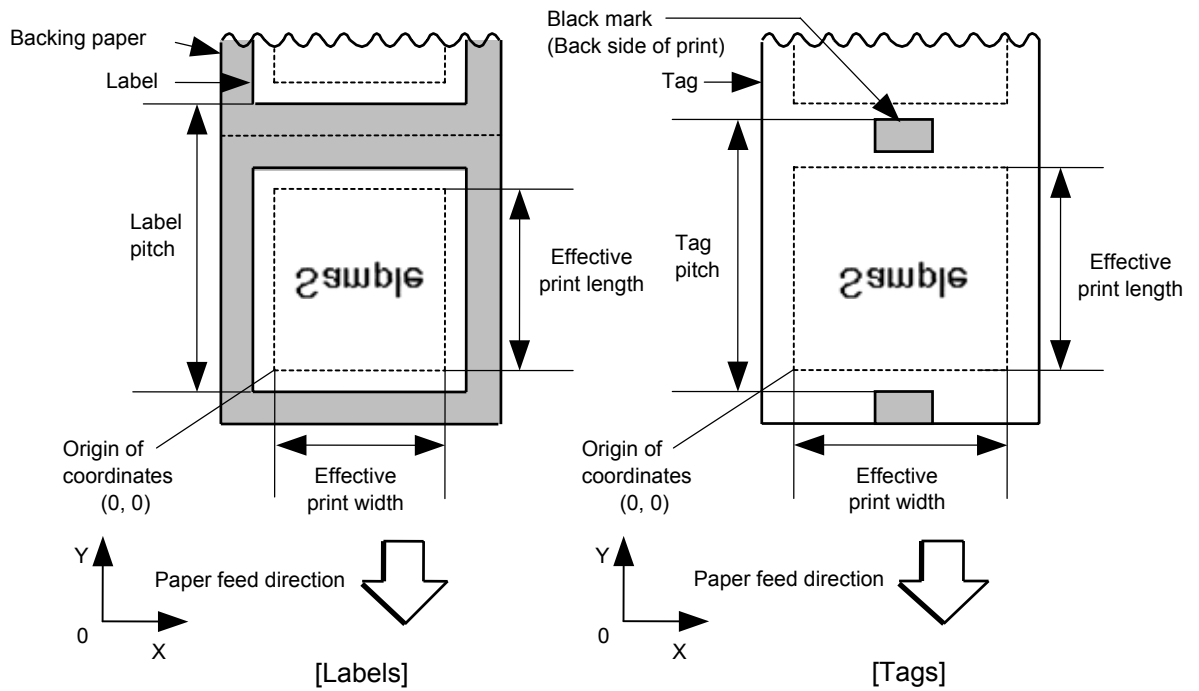 Backing paper
Label
Label
pitch
Sample
Effective
print length
Origin of
coordinates
(0, 0)
Effective
print width
Y
0
X
Paper feed direction
[Labels]
Black mark
(Back side of print)
Tag
Tag
pitch
Sample
Effective
print length
Origin of
coordinates
(0, 0)
Effective
print width
Y
0
X
Paper feed direction
[Tags]